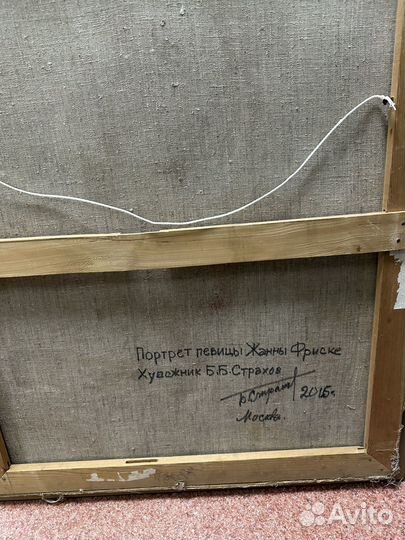 Портрет певицы Жанны Фриске
Художник Б.Б.Страхов
Б Страхов 2015г.
Москва.
Avito